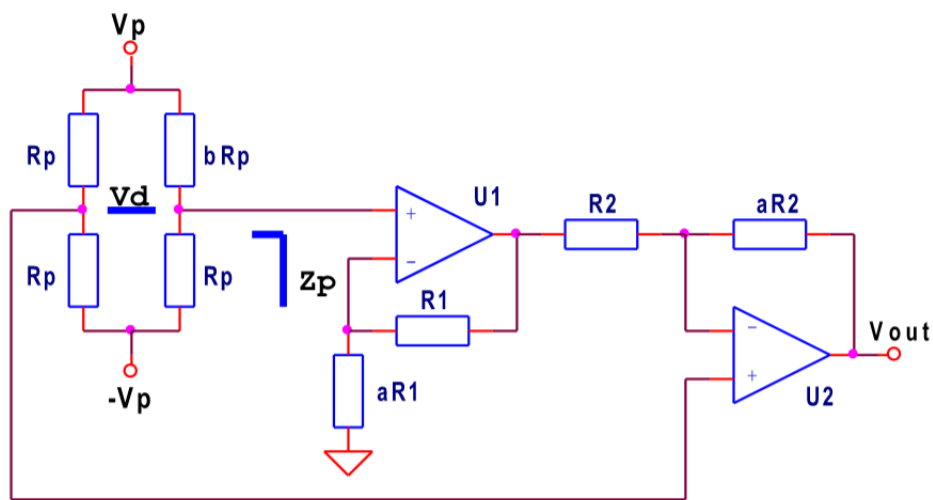 Vp
Rp
bRp
Vd
Rp
Rp
-Vp
Zp
+
−
U1
R1
aR1
R2
aR2
−
+
U2
Vout